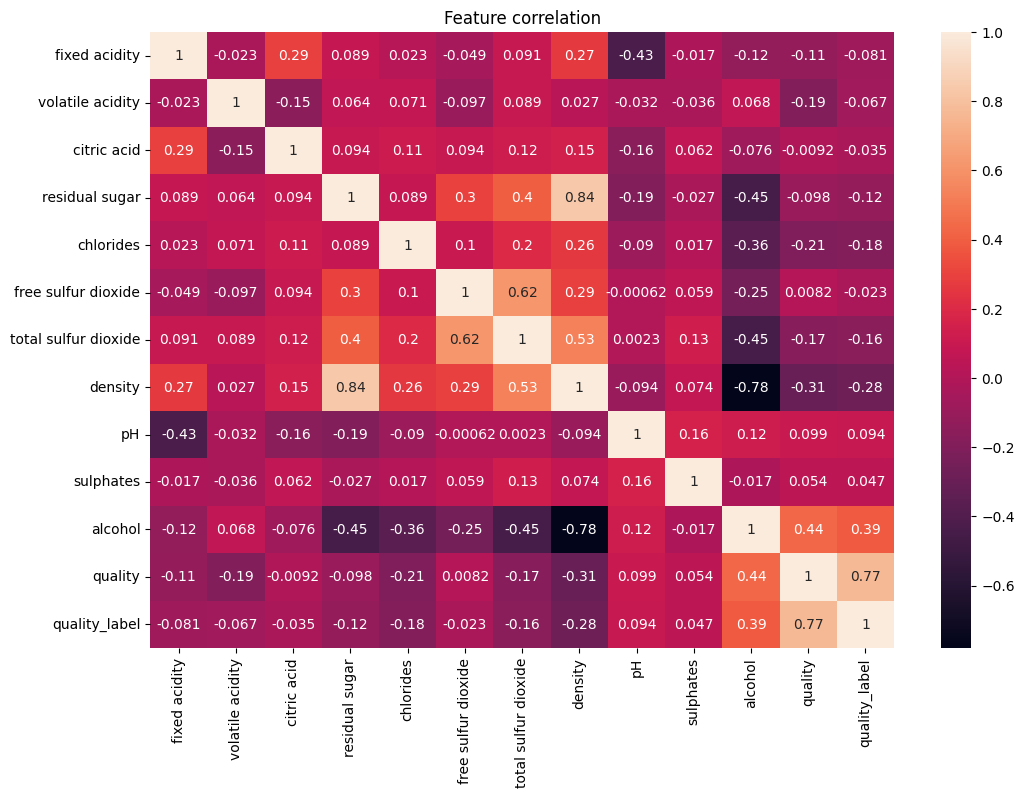 Feature correlation
fixed acidity 1 -0.023 0.29 0.089 0.023 -0.049 0.091 0.27 -0.43 -0.017 -0.12 -0.11 -0.081
volatile acidity -0.023 1 -0.15 0.064 0.071 -0.097 0.089 0.027 -0.032 -0.036 0.068 -0.19 -0.067
citric acid 0.29 -0.15 1 0.094 0.11 0.094 0.12 0.15 -0.16 0.062 -0.076 -0.0092 -0.035
residual sugar 0.089 0.064 0.094 1 0.089 0.3 0.4 0.84 -0.19 -0.027 -0.45 -0.098 -0.12
chlorides 0.023 0.071 0.11 0.089 1 0.1 0.2 0.26 -0.09 0.017 -0.36 -0.21 -0.18
free sulfur dioxide -0.049 -0.097 0.094 0.3 0.1 1 0.62 0.29 -0.00062 0.059 -0.25 0.0082 -0.023
total sulfur dioxide 0.091 0.089 0.12 0.4 0.2 0.62 1 0.53 0.0023 0.13 -0.45 -0.17 -0.16
density 0.27 0.027 0.15 0.84 0.26 0.29 0.53 1 -0.094 0.074 -0.78 -0.31 -0.28
pH -0.43 -0.032 -0.16 -0.19 -0.09 -0.00062 0.0023 -0.094 1 0.16 0.12 0.099 0.094
sulphates -0.017 -0.036 0.062 -0.027 0.017 0.059 0.13 0.074 0.16 1 -0.017 0.054 0.047
alcohol -0.12 0.068 -0.076 -0.45 -0.36 -0.25 -0.45 -0.78 0.12 -0.017 1 0.44 0.39
quality -0.11 -0.19 -0.0092 -0.098 -0.21 0.0082 -0.17 -0.31 0.099 0.054 0.44 1 0.77
quality_label -0.081 -0.067 -0.035 -0.12 -0.18 -0.023 -0.16 -0.28 0.094 0.047 0.39 0.77 1
fixed acidity
volatile acidity
citric acid
residual sugar
chlorides
free sulfur dioxide
total sulfur dioxide
density
pH
sulphates
alcohol
quality
quality_label
1.0
0.8
0.6
0.4
0.2
0.0
−0.2
−0.4
−0.6